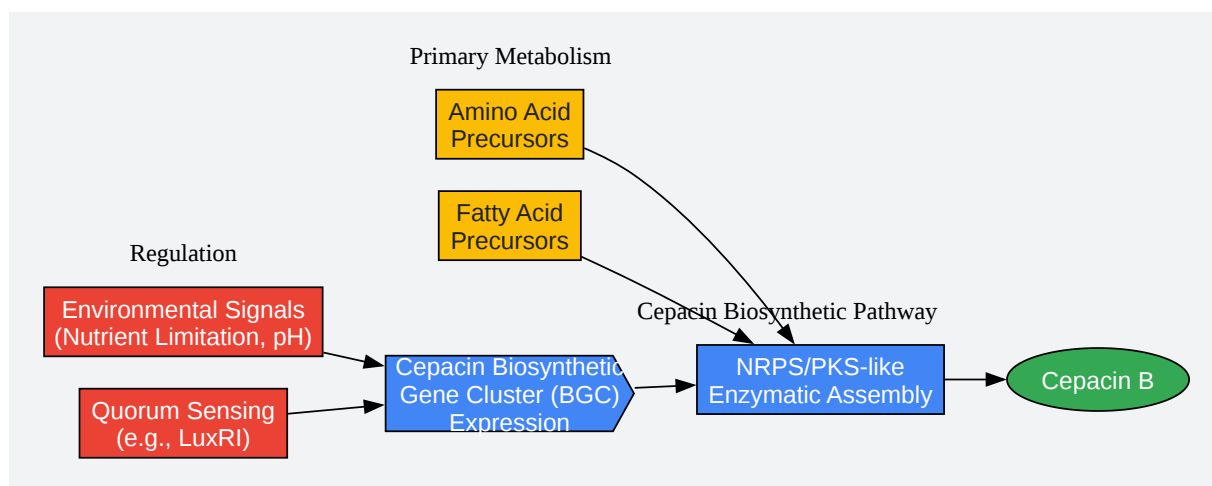 Primary Metabolism
Amino Acid
Precursors
Fatty Acid
Precursors
Regulation
Environmental Signals
(Nutrient Limitation, pH)
Quorum Sensing
(e.g., LuxRI)
Cepacin Biosynthetic
Gene Cluster (BGC)
Expression
Cepacin Biosynthetic Pathway
NRPS/PKS-like
Enzymatic Assembly
Cepacin B